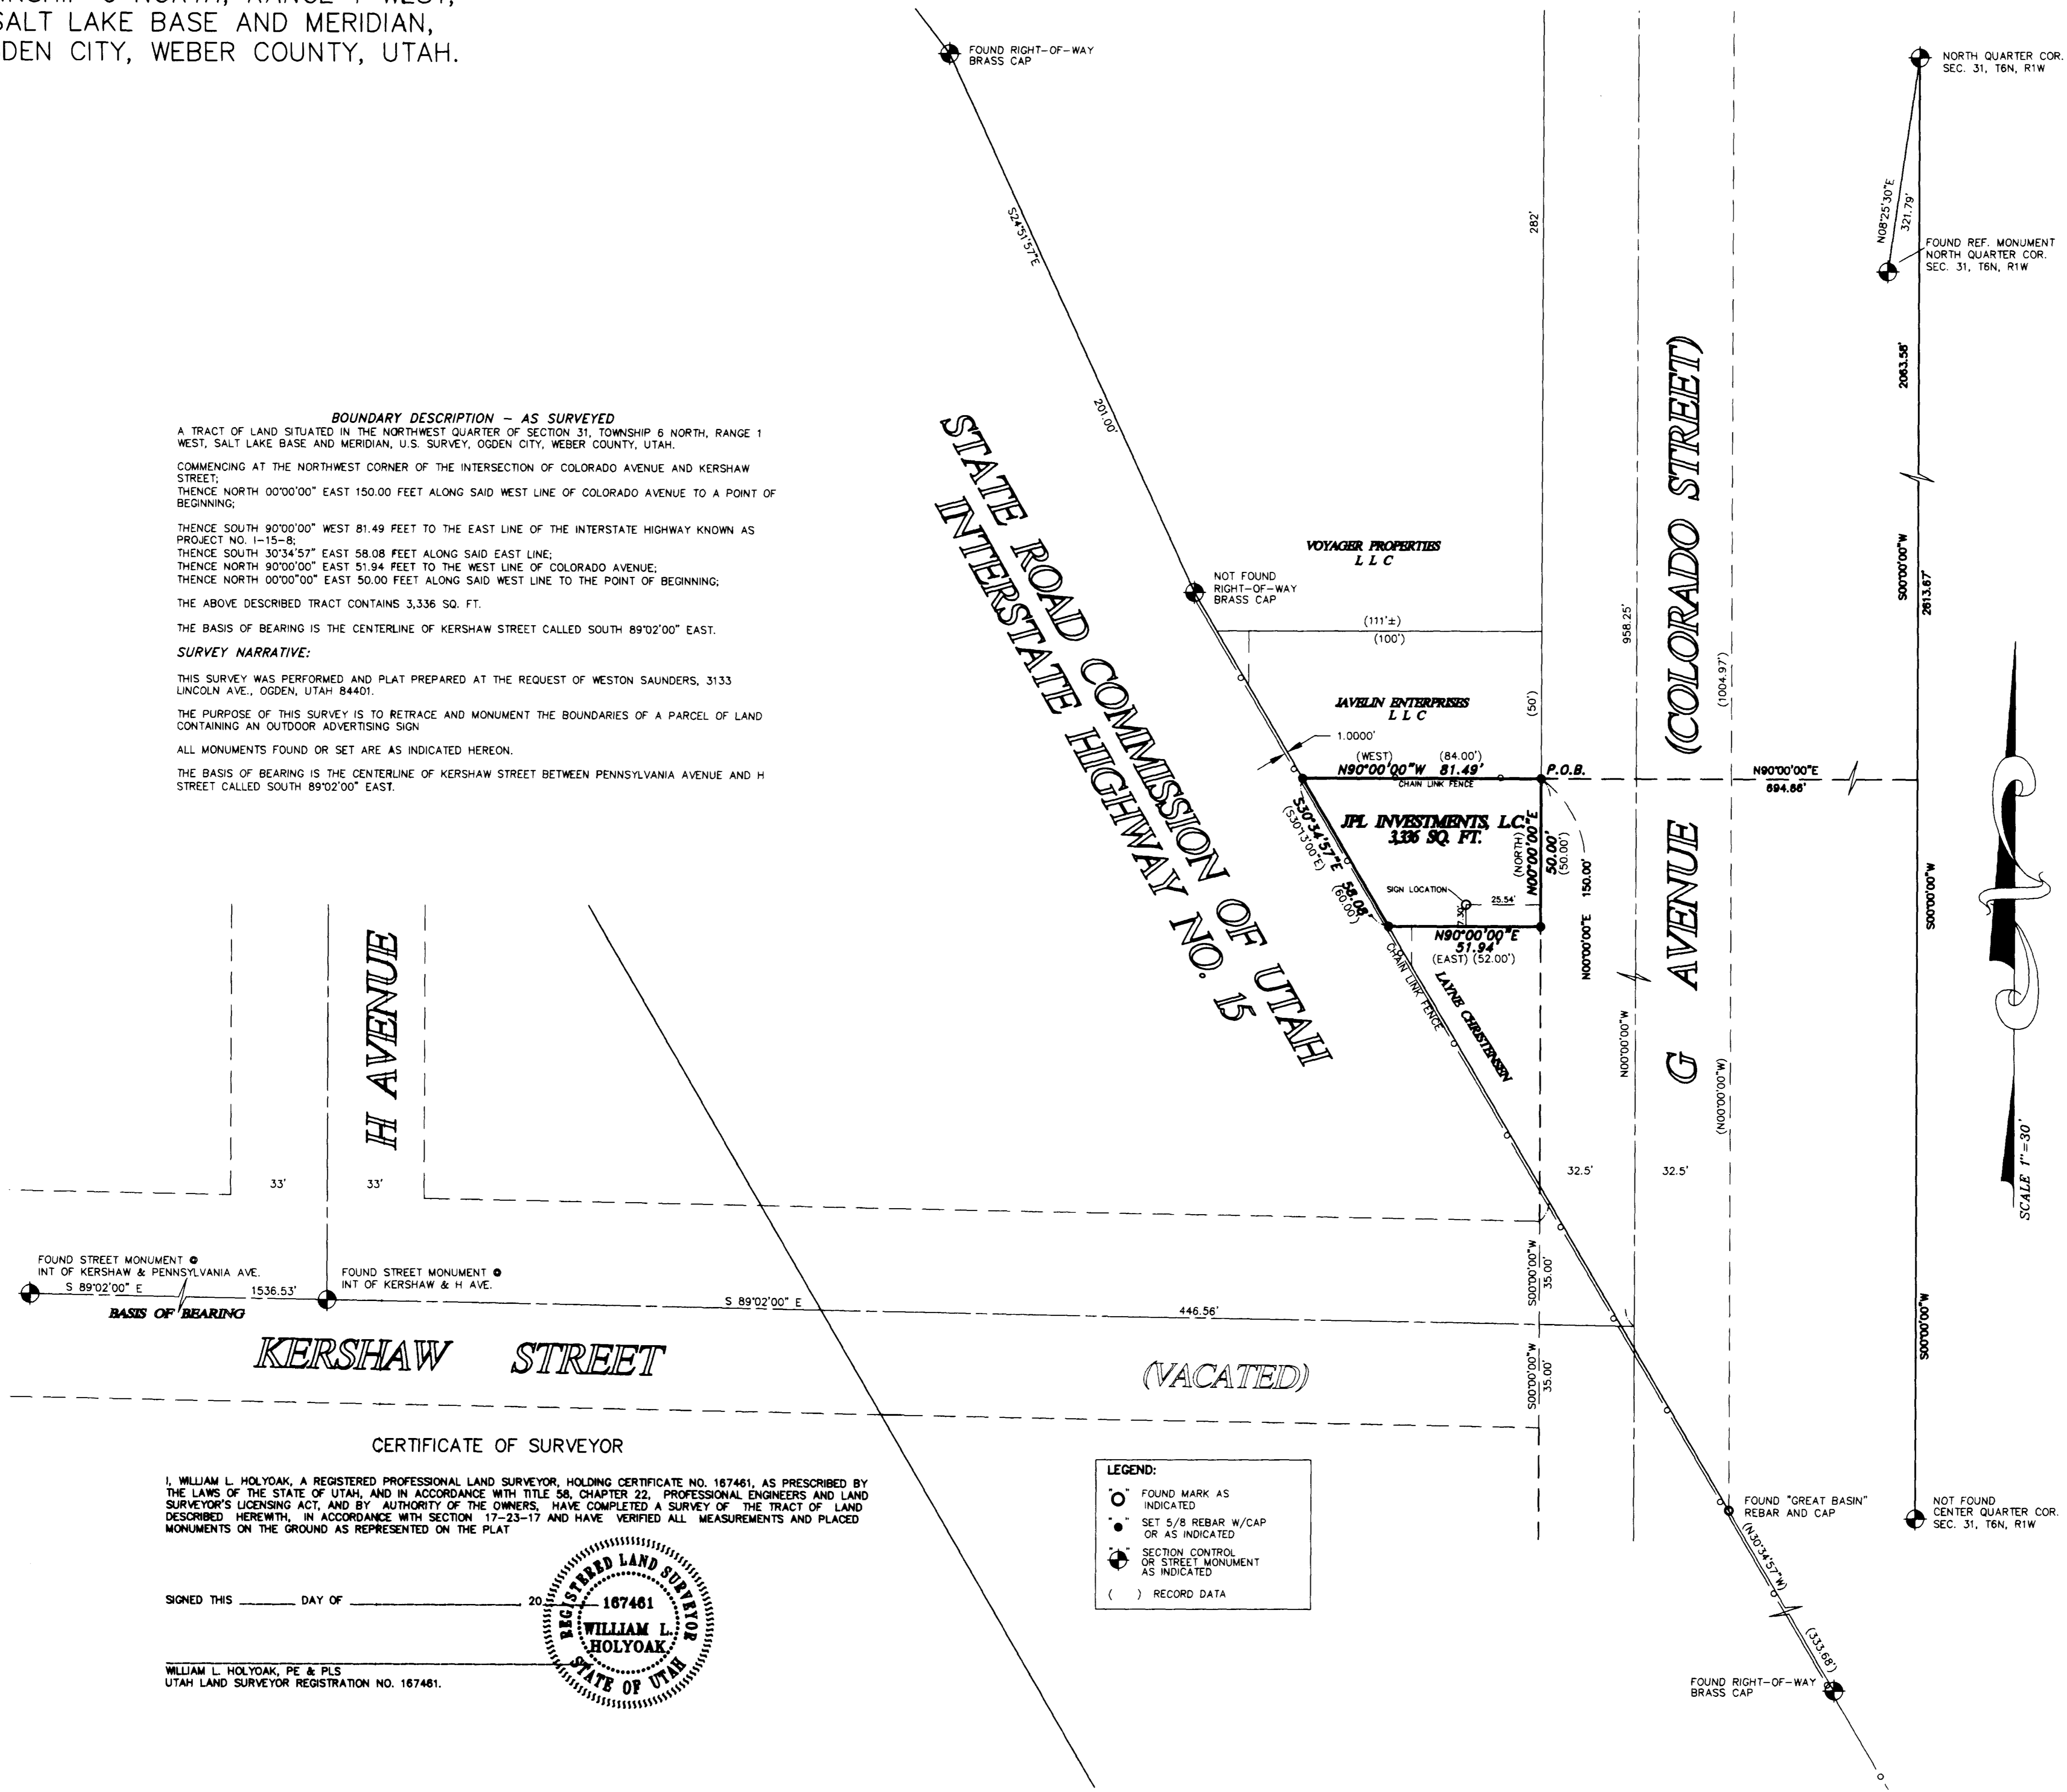 SALT LAKE BASE AND MERIDIAN,
DEN CITY, WEBER COUNTY, UTAH.
FOUND RIGHT-OF-WAY
BRASS CAP
NORTH QUARTER COR.
SEC. 31, T6N, R1W
S24°51'57"E
201.00'
282'
N08°25'30"E
321.79'
FOUND REF. MONUMENT
NORTH QUARTER COR.
SEC. 31, T6N, R1W
2063.58'
S00°00'00"W
2613.67'
BOUNDARY DESCRIPTION - AS SURVEYED
A TRACT OF LAND SITUATED IN THE NORTHWEST QUARTER OF SECTION 31, TOWNSHIP 6 NORTH, RANGE 1
WEST, SALT LAKE BASE AND MERIDIAN, U.S. SURVEY, OGDEN CITY, WEBER COUNTY, UTAH.
COMMENCING AT THE NORTHWEST CORNER OF THE INTERSECTION OF COLORADO AVENUE AND KERSHAW
STREET;
THENCE NORTH 00°00'00" EAST 150.00 FEET ALONG SAID WEST LINE OF COLORADO AVENUE TO A POINT OF
BEGINNING;
THENCE SOUTH 90°00'00" WEST 81.49 FEET TO THE EAST LINE OF THE INTERSTATE HIGHWAY KNOWN AS
PROJECT NO. I-15-8;
THENCE SOUTH 30°34'57" EAST 58.08 FEET ALONG SAID EAST LINE;
THENCE NORTH 90°00'00" EAST 51.94 FEET TO THE WEST LINE OF COLORADO AVENUE;
THENCE NORTH 00°00"00" EAST 50.00 FEET ALONG SAID WEST LINE TO THE POINT OF BEGINNING;
THE ABOVE DESCRIBED TRACT CONTAINS 3,336 SQ. FT.
THE BASIS OF BEARING IS THE CENTERLINE OF KERSHAW STREET CALLED SOUTH 89°02'00" EAST.
SURVEY NARRATIVE:
THIS SURVEY WAS PERFORMED AND PLAT PREPARED AT THE REQUEST OF WESTON SAUNDERS, 3133
LINCOLN AVE., OGDEN, UTAH 84401.
THE PURPOSE OF THIS SURVEY IS TO RETRACE AND MONUMENT THE BOUNDARIES OF A PARCEL OF LAND
CONTAINING AN OUTDOOR ADVERTISING SIGN
ALL MONUMENTS FOUND OR SET ARE AS INDICATED HEREON.
THE BASIS OF BEARING IS THE CENTERLINE OF KERSHAW STREET BETWEEN PENNSYLVANIA AVENUE AND H
STREET CALLED SOUTH 89°02'00" EAST.
STATE ROAD COMMISSION OF UTAH
INTERSTATE HIGHWAY NO. 15
NOT FOUND
RIGHT-OF-WAY
BRASS CAP
VOYAGER PROPERTIES
L L C
(111'±)
(100')
JAVELIN ENTERPRISES
L L C
(50')
1.0000'
(WEST) (84.00')
N90°00'00"W 81.49'
CHAIN LINK FENCE
P.O.B.
N90°00'00"E
694.66'
JPL INVESTMENTS, L.C.
3,336 SQ. FT.
S30°34'57"E 58.08'
(S30°13'00"E) (60.00')
(NORTH)
N00°00'00"E
50.00'
(50.00')
SIGN LOCATION
25.54'
7.30'
N90°00'00"E
51.94'
(EAST) (52.00')
CHAIN LINK FENCE
LAYNE CHRISTENSEN
N00°00'00"E 150.00'
958.25'
N00°00'00"W
(1004.97')
(N00°00'00"W)
G AVENUE (COLORADO STREET)
S00°00'00"W
S00°00'00"W
SCALE 1"=30'
H AVENUE
33'
33'
32.5'
32.5'
FOUND STREET MONUMENT @
INT OF KERSHAW & PENNSYLVANIA AVE.
S 89°02'00" E 1536.53'
BASIS OF BEARING
FOUND STREET MONUMENT @
INT OF KERSHAW & H AVE.
S 89°02'00" E
446.56'
S00°00'00"W
35.00'
S00°00'00"W
35.00'
KERSHAW STREET (VACATED)
CERTIFICATE OF SURVEYOR
I, WILLIAM L. HOLYOAK, A REGISTERED PROFESSIONAL LAND SURVEYOR, HOLDING CERTIFICATE NO. 167461, AS PRESCRIBED BY
THE LAWS OF THE STATE OF UTAH, AND IN ACCORDANCE WITH TITLE 58, CHAPTER 22, PROFESSIONAL ENGINEERS AND LAND
SURVEYOR'S LICENSING ACT, AND BY AUTHORITY OF THE OWNERS, HAVE COMPLETED A SURVEY OF THE TRACT OF LAND
DESCRIBED HEREWITH, IN ACCORDANCE WITH SECTION 17-23-17 AND HAVE VERIFIED ALL MEASUREMENTS AND PLACED
MONUMENTS ON THE GROUND AS REPRESENTED ON THE PLAT
SIGNED THIS ______ DAY OF ______ 20
REGISTERED LAND SURVEYOR
167461
WILLIAM L.
HOLYOAK
STATE OF UTAH
WILLIAM L. HOLYOAK, PE & PLS
UTAH LAND SURVEYOR REGISTRATION NO. 167461.
LEGEND:
FOUND MARK AS
INDICATED
SET 5/8 REBAR W/CAP
OR AS INDICATED
SECTION CONTROL
OR STREET MONUMENT
AS INDICATED
( ) RECORD DATA
FOUND "GREAT BASIN"
REBAR AND CAP
(N30°34'57"W)
(333.68')
FOUND RIGHT-OF-WAY
BRASS CAP
NOT FOUND
CENTER QUARTER COR.
SEC. 31, T6N, R1W